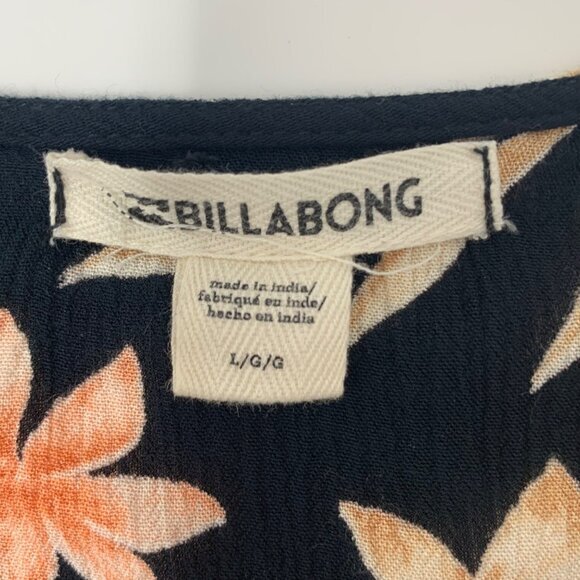 BILLABONG
made in india/
fabriqué en inde/
hecho en india
L/G/G